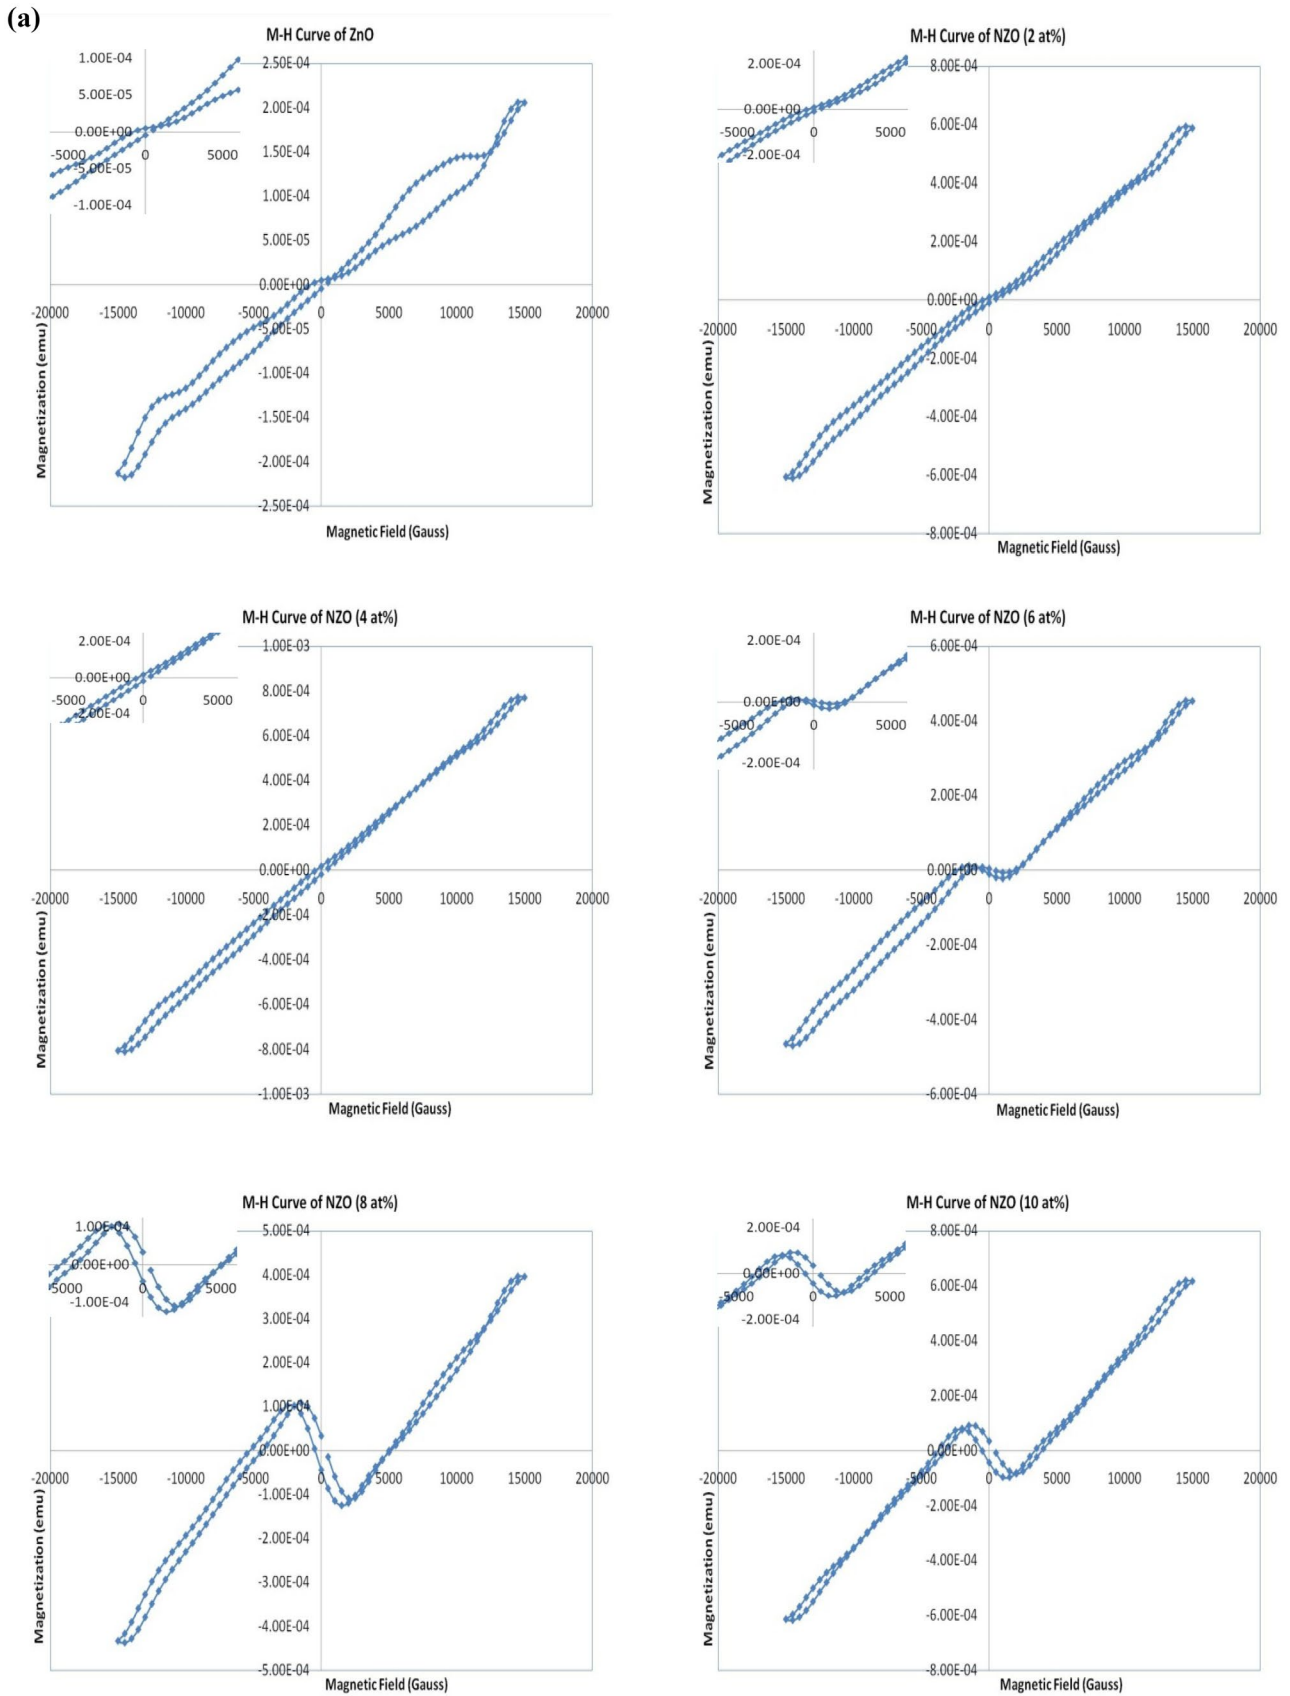 (a)
M-H Curve of ZnO
1.00E-04
5.00E-05
0.00E+00
-5000 0 5000
-5.00E-05
-1.00E-04
2.50E-04
2.00E-04
1.50E-04
1.00E-04
5.00E-05
0.00E+00
-20000 -15000 -10000 -5000 0 5000 10000 15000 20000
-5.00E-05
-1.00E-04
-1.50E-04
-2.00E-04
-2.50E-04
Magnetization (emu)
Magnetic Field (Gauss)
M-H Curve of NZO (2 at%)
2.00E-04
0.00E+00
-5000 0 5000
-2.00E-04
8.00E-04
6.00E-04
4.00E-04
2.00E-04
0.00E+00
-20000 -15000 -10000 -5000 0 5000 10000 15000 20000
-2.00E-04
-4.00E-04
-6.00E-04
-8.00E-04
Magnetization (emu)
Magnetic Field (Gauss)
M-H Curve of NZO (4 at%)
2.00E-04
0.00E+00
-5000 0 5000
-2.00E-04
1.00E-03
8.00E-04
6.00E-04
4.00E-04
2.00E-04
0.00E+00
-20000 -15000 -10000 -5000 0 5000 10000 15000 20000
-2.00E-04
-4.00E-04
-6.00E-04
-8.00E-04
-1.00E-03
Magnetization (emu)
Magnetic Field (Gauss)
M-H Curve of NZO (6 at%)
2.00E-04
0.00E+00
-5000 0 5000
-2.00E-04
6.00E-04
4.00E-04
2.00E-04
0.00E+00
-20000 -15000 -10000 -5000 0 5000 10000 15000 20000
-2.00E-04
-4.00E-04
-6.00E-04
Magnetization (emu)
Magnetic Field (Gauss)
M-H Curve of NZO (8 at%)
1.00E-04
0.00E+00
5000 0 5000
-1.00E-04
5.00E-04
4.00E-04
3.00E-04
2.00E-04
1.00E-04
0.00E+00
-20000 -15000 -10000 -5000 0 5000 10000 15000 20000
-1.00E-04
-2.00E-04
-3.00E-04
-4.00E-04
-5.00E-04
Magnetization (emu)
Magnetic Field (Gauss)
M-H Curve of NZO (10 at%)
2.00E-04
0.00E+00
-5000 0 5000
-2.00E-04
8.00E-04
6.00E-04
4.00E-04
2.00E-04
0.00E+00
-20000 -15000 -10000 -5000 0 5000 10000 15000 20000
-2.00E-04
-4.00E-04
-6.00E-04
-8.00E-04
Magnetization (emu)
Magnetic Field (Gauss)